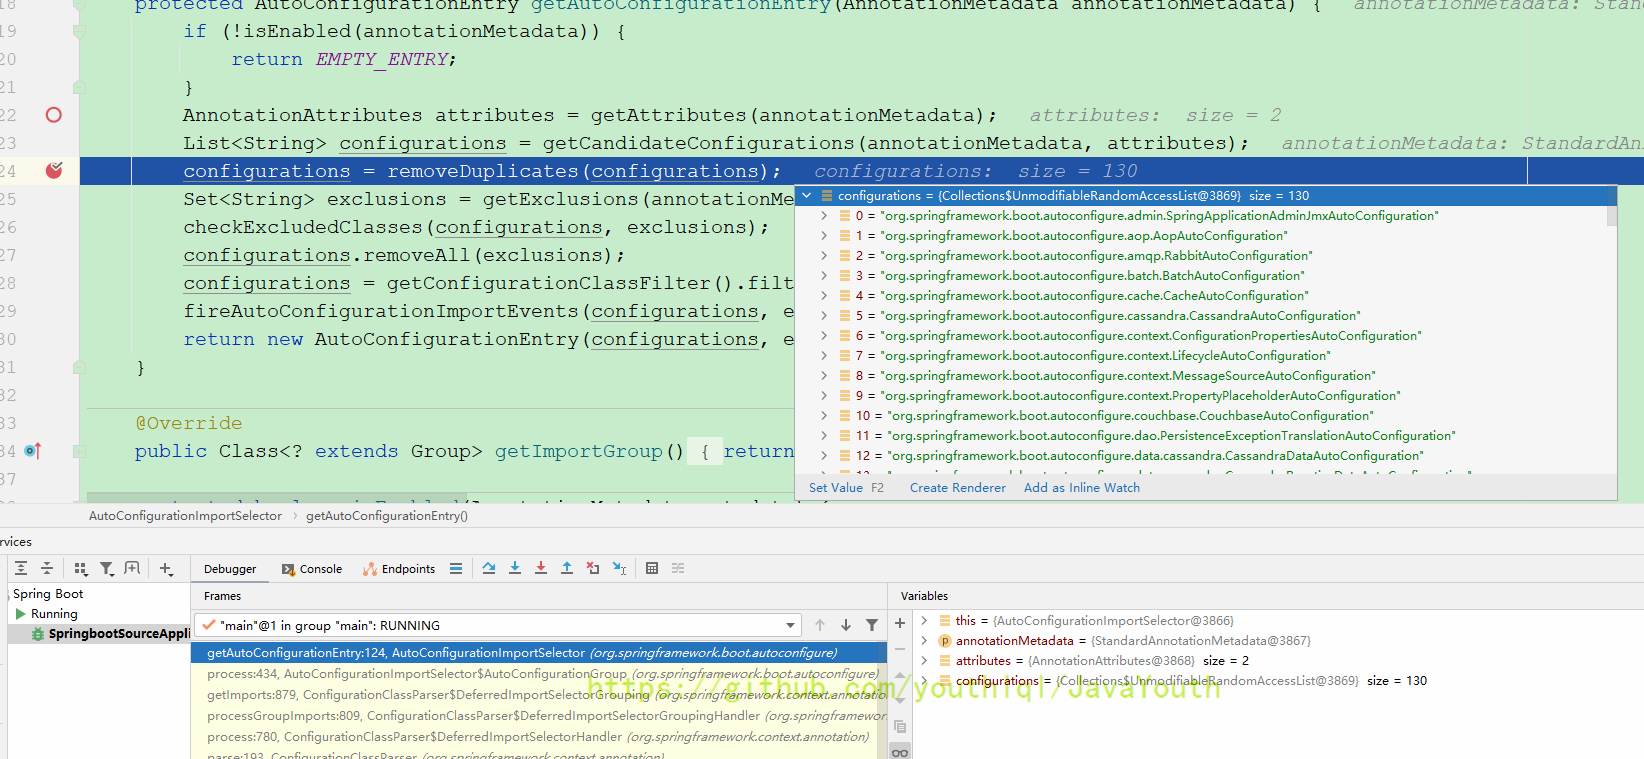 18 protected AutoConfigurationEntry getAutoConfigurationEntry(AnnotationMetadata annotationMetadata) { annotationMetadata: Stand
19 if (!isEnabled(annotationMetadata)) {
20 return EMPTY_ENTRY;
21 }
22 AnnotationAttributes attributes = getAttributes(annotationMetadata); attributes: size = 2
23 List<String> configurations = getCandidateConfigurations(annotationMetadata, attributes); annotationMetadata: StandardAnn
24 configurations = removeDuplicates(configurations); configurations: size = 130
25 Set<String> exclusions = getExclusions(annotationMe
26 checkExcludedClasses(configurations, exclusions);
27 configurations.removeAll(exclusions);
28 configurations = getConfigurationClassFilter().filt
29 fireAutoConfigurationImportEvents(configurations, e
30 return new AutoConfigurationEntry(configurations, e
31 }
32
33 @Override
34 public Class<? extends Group> getImportGroup() { return
37
configurations = {Collections$UnmodifiableRandomAccessList@3869} size = 130
0 = "org.springframework.boot.autoconfigure.admin.SpringApplicationAdminJmxAutoConfiguration"
1 = "org.springframework.boot.autoconfigure.aop.AopAutoConfiguration"
2 = "org.springframework.boot.autoconfigure.amqp.RabbitAutoConfiguration"
3 = "org.springframework.boot.autoconfigure.batch.BatchAutoConfiguration"
4 = "org.springframework.boot.autoconfigure.cache.CacheAutoConfiguration"
5 = "org.springframework.boot.autoconfigure.cassandra.CassandraAutoConfiguration"
6 = "org.springframework.boot.autoconfigure.context.ConfigurationPropertiesAutoConfiguration"
7 = "org.springframework.boot.autoconfigure.context.LifecycleAutoConfiguration"
8 = "org.springframework.boot.autoconfigure.context.MessageSourceAutoConfiguration"
9 = "org.springframework.boot.autoconfigure.context.PropertyPlaceholderAutoConfiguration"
10 = "org.springframework.boot.autoconfigure.couchbase.CouchbaseAutoConfiguration"
11 = "org.springframework.boot.autoconfigure.dao.PersistenceExceptionTranslationAutoConfiguration"
12 = "org.springframework.boot.autoconfigure.data.cassandra.CassandraDataAutoConfiguration"
Set Value F2 Create Renderer Add as Inline Watch
AutoConfigurationImportSelector › getAutoConfigurationEntry()
rvices
Debugger Console Endpoints
Spring Boot
Running
SpringbootSourceAppli
Frames
"main"@1 in group "main": RUNNING
getAutoConfigurationEntry:124, AutoConfigurationImportSelector (org.springframework.boot.autoconfigure)
process:434, AutoConfigurationImportSelector$AutoConfigurationGroup (org.springframework.boot.autoconfigure)
getImports:879, ConfigurationClassParser$DeferredImportSelectorGrouping (org.springframework.context.annotation
processGroupImports:809, ConfigurationClassParser$DeferredImportSelectorGroupingHandler (org.springframewor
process:780, ConfigurationClassParser$DeferredImportSelectorHandler (org.springframework.context.annotation)
parse:193, ConfigurationClassParser (org.springframework.context.annotation)
Variables
this = {AutoConfigurationImportSelector@3866}
annotationMetadata = {StandardAnnotationMetadata@3867}
attributes = {AnnotationAttributes@3868} size = 2
configurations = {Collections$UnmodifiableRandomAccessList@3869} size = 130
https://github.com/youthlql/JavaYouth